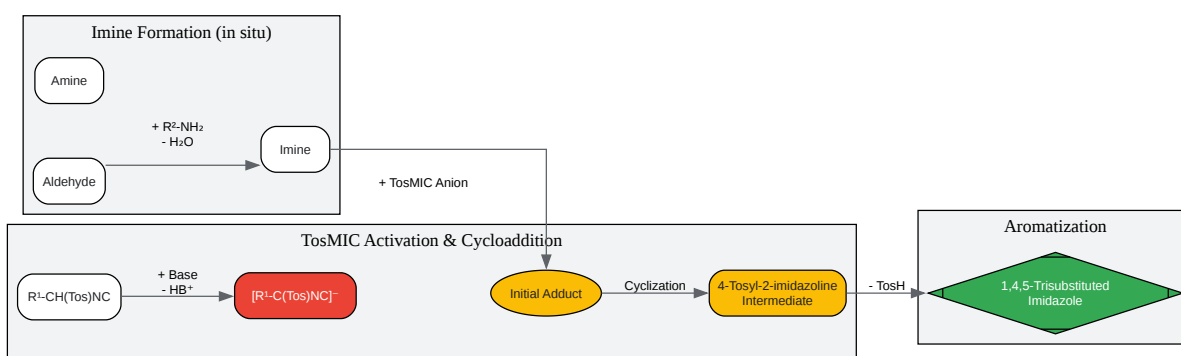 Imine Formation (in situ)
Amine
+ R²-NH₂
- H₂O
Imine
Aldehyde
+ TosMIC Anion
TosMIC Activation & Cycloaddition
R¹-CH(Tos)NC
+ Base
- HB⁺
[R¹-C(Tos)NC]⁻
Initial Adduct
Cyclization
4-Tosyl-2-imidazoline
Intermediate
- TosH
Aromatization
1,4,5-Trisubstituted
Imidazole